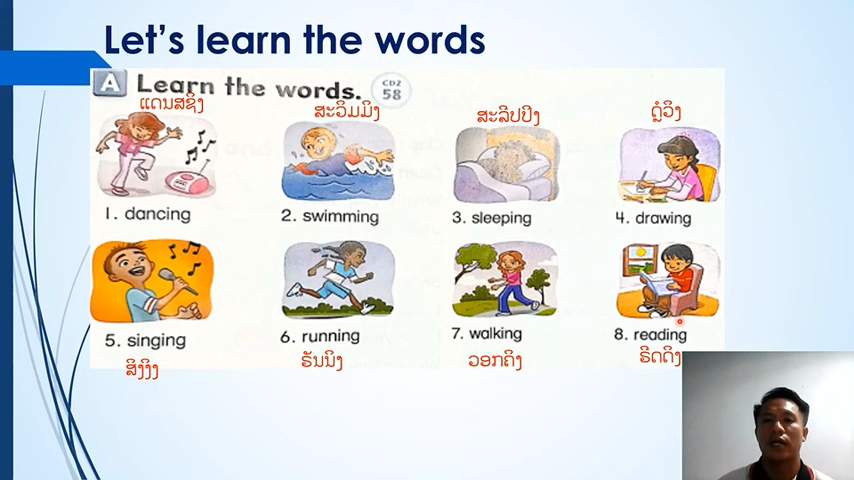 Let's learn the words
A Learn the words. CD2 58
ແດນສຊິງ ສະວິມມິງ ສະລີປປິງ ດຼໍວິງ
1. dancing 2. swimming 3. sleeping 4. drawing
5. singing 6. running 7. walking 8. reading
ສິງງິງ ຣັນນິງ ວອກຄິງ ຣີດດິງ